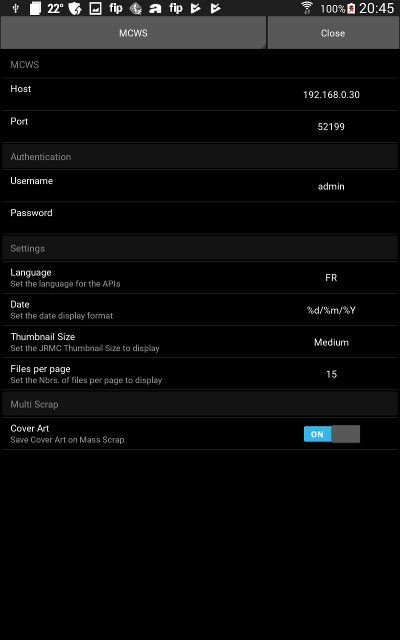 22° fip fip 100% 20:45
MCWS Close
MCWS
Host 192.168.0.30
Port 52199
Authentication
Username admin
Password
Settings
Language FR
Set the language for the APIs
Date %d/%m/%Y
Set the date display format
Thumbnail Size Medium
Set the JRMC Thumbnail Size to display
Files per page 15
Set the Nbrs. of files per page to display
Multi Scrap
Cover Art ON
Save Cover Art on Mass Scrap